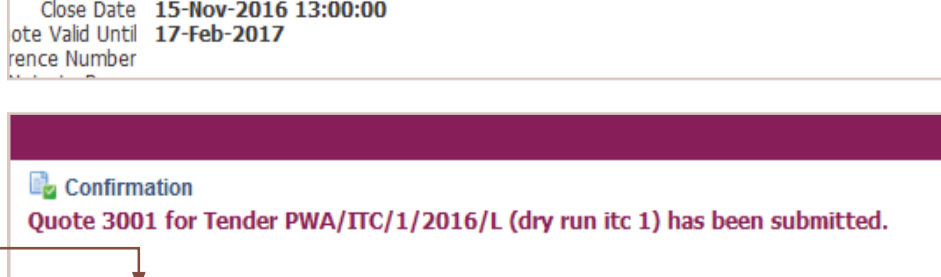 Close Date 15-Nov-2016 13:00:00
ote Valid Until 17-Feb-2017
rence Number
Confirmation
Quote 3001 for Tender PWA/ITC/1/2016/L (dry run itc 1) has been submitted.